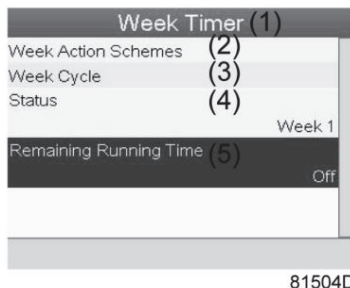 Week Timer (1)
Week Action Schemes (2)
Week Cycle (3)
Status (4)
Week 1
Remaining Running Time (5)
Off
81504D